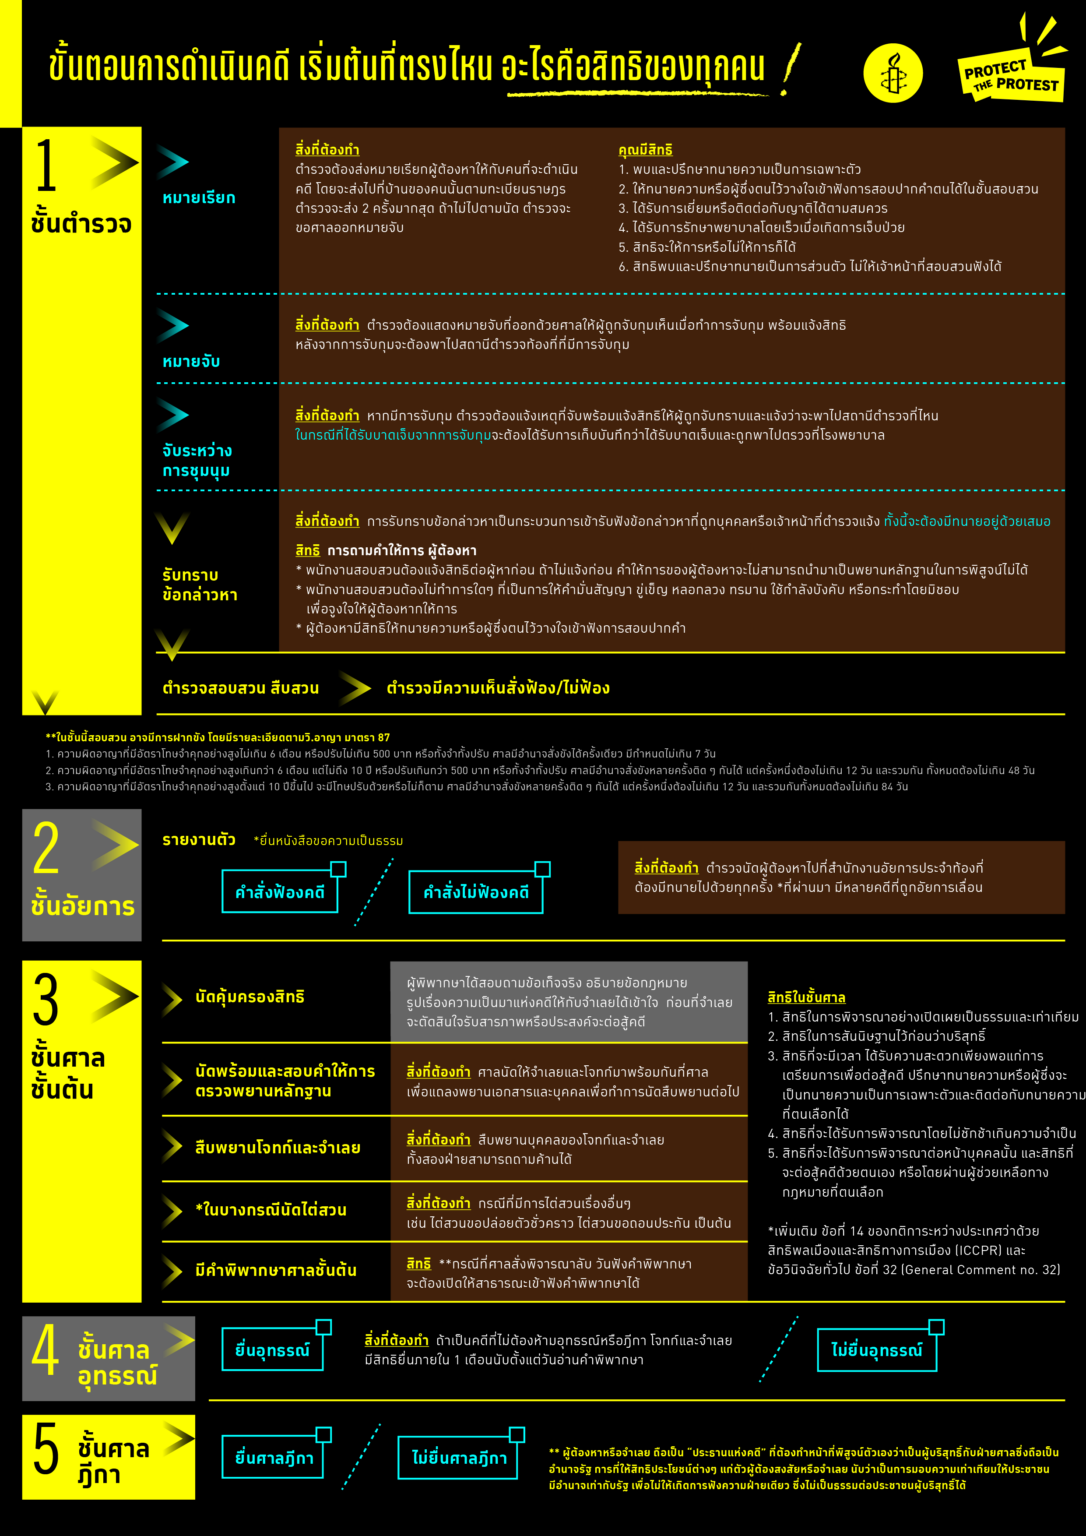 ขั้นตอนการดำเนินคดี เริ่มต้นที่ตรงไหน อะไรคือสิทธิของทุกคน
PROTECT
THE PROTEST
1
ชั้นตำรวจ
หมายเรียก
สิ่งที่ต้องทำ
ตำรวจต้องส่งหมายเรียกผู้ต้องหาให้กับคนที่จะดำเนิน
คดี โดยจะส่งไปที่บ้านของคนนั้นตามทะเบียนราษฎร
ตำรวจจะส่ง 2 ครั้งมากสุด ถ้าไม่ไปตามนัด ตำรวจจะ
ขอศาลออกหมายจับ
คุณมีสิทธิ
1. พบและปรึกษาทนายความเป็นการเฉพาะตัว
2. ให้ทนายความหรือผู้ซึ่งตนไว้วางใจเข้าฟังการสอบปากคำตนได้ในชั้นสอบสวน
3. ได้รับการเยี่ยมหรือติดต่อกับญาติได้ตามสมควร
4. ได้รับการรักษาพยาบาลโดยเร็วเมื่อเกิดการเจ็บป่วย
5. สิทธิจะให้การหรือไม่ให้การก็ได้
6. สิทธิพบและปรึกษาทนายเป็นการส่วนตัว ไม่ให้เจ้าหน้าที่สอบสวนฟังได้
หมายจับ
สิ่งที่ต้องทำ ตำรวจต้องแสดงหมายจับที่ออกด้วยศาลให้ผู้ถูกจับกุมเห็นเมื่อทำการจับกุม พร้อมแจ้งสิทธิ
หลังจากการจับกุมจะต้องพาไปสถานีตำรวจท้องที่ที่มีการจับกุม
จับระหว่าง
การชุมนุม
สิ่งที่ต้องทำ หากมีการจับกุม ตำรวจต้องแจ้งเหตุที่จับพร้อมแจ้งสิทธิให้ผู้ถูกจับทราบและแจ้งว่าจะพาไปสถานีตำรวจที่ไหน
ในกรณีที่ได้รับบาดเจ็บจากการจับกุมจะต้องได้รับการเก็บบันทึกว่าได้รับบาดเจ็บและถูกพาไปตรวจที่โรงพยาบาล
รับทราบ
ข้อกล่าวหา
สิ่งที่ต้องทำ การรับทราบข้อกล่าวหาเป็นกระบวนการเข้ารับฟังข้อกล่าวหาที่ถูกบุคคลหรือเจ้าหน้าที่ตำรวจแจ้ง ทั้งนี้จะต้องมีทนายอยู่ด้วยเสมอ
สิทธิ การถามคำให้การ ผู้ต้องหา
* พนักงานสอบสวนต้องแจ้งสิทธิต่อผู้หาก่อน ถ้าไม่แจ้งก่อน คำให้การของผู้ต้องหาจะไม่สามารถนำมาเป็นพยานหลักฐานในการพิสูจน์ไม่ได้
* พนักงานสอบสวนต้องไม่ทำการใดๆ ที่เป็นการให้คำมั่นสัญญา ขู่เข็ญ หลอกลวง ทรมาน ใช้กำลังบังคับ หรือกระทำโดยมิชอบ
เพื่อจูงใจให้ผู้ต้องหากให้การ
* ผู้ต้องหามีสิทธิให้ทนายความหรือผู้ซึ่งตนไว้วางใจเข้าฟังการสอบปากคำ
ตำรวจสอบสวน สืบสวน ตำรวจมีความเห็นสั่งฟ้อง/ไม่ฟ้อง
**ในชั้นนี้สอบสวน อาจมีการฝากขัง โดยมีรายละเอียดตามวิ.อาญา มาตรา 87
1. ความผิดอาญาที่มีอัตราโทษจำคุกอย่างสูงไม่เกิน 6 เดือน หรือปรับไม่เกิน 500 บาท หรือทั้งจำทั้งปรับ ศาลมีอำนาจสั่งขังได้ครั้งเดียว มีกำหนดไม่เกิน 7 วัน
2. ความผิดอาญาที่มีอัตราโทษจำคุกอย่างสูงเกินกว่า 6 เดือน แต่ไม่ถึง 10 ปี หรือปรับเกินกว่า 500 บาท หรือทั้งจำทั้งปรับ ศาลมีอำนาจสั่งขังหลายครั้งติด ๆ กันได้ แต่ครั้งหนึ่งต้องไม่เกิน 12 วัน และรวมกัน ทั้งหมดต้องไม่เกิน 48 วัน
3. ความผิดอาญาที่มีอัตราโทษจำคุกอย่างสูงตั้งแต่ 10 ปีขึ้นไป จะมีโทษปรับด้วยหรือไม่ก็ตาม ศาลมีอำนาจสั่งขังหลายครั้งติด ๆ กันได้ แต่ครั้งหนึ่งต้องไม่เกิน 12 วัน และรวมกันทั้งหมดต้องไม่เกิน 84 วัน
2
ชั้นอัยการ
รายงานตัว *ยื่นหนังสือขอความเป็นธรรม
คำสั่งฟ้องคดี
คำสั่งไม่ฟ้องคดี
สิ่งที่ต้องทำ ตำรวจนัดผู้ต้องหาไปที่สำนักงานอัยการประจำท้องที่
ต้องมีทนายไปด้วยทุกครั้ง *ที่ผ่านมา มีหลายคดีที่ถูกอัยการเลื่อน
3
ชั้นศาล
ชั้นต้น
นัดคุ้มครองสิทธิ
ผู้พิพากษาได้สอบถามข้อเท็จจริง อธิบายข้อกฎหมาย
รูปเรื่องความเป็นมาแห่งคดีให้กับจำเลยได้เข้าใจ ก่อนที่จำเลย
จะตัดสินใจรับสารภาพหรือประสงค์จะต่อสู้คดี
นัดพร้อมและสอบคำให้การ
ตรวจพยานหลักฐาน
สิ่งที่ต้องทำ ศาลนัดให้จำเลยและโจทก์มาพร้อมกันที่ศาล
เพื่อแถลงพยานเอกสารและบุคคลเพื่อทำการนัดสืบพยานต่อไป
สืบพยานโจทก์และจำเลย
สิ่งที่ต้องทำ สืบพยานบุคคลของโจทก์และจำเลย
ทั้งสองฝ่ายสามารถถามค้านได้
*ในบางกรณีนัดไต่สวน
สิ่งที่ต้องทำ กรณีที่มีการไต่สวนเรื่องอื่นๆ
เช่น ไต่สวนขอปล่อยตัวชั่วคราว ไต่สวนขอถอนประกัน เป็นต้น
มีคำพิพากษาศาลชั้นต้น
สิทธิ **กรณีที่ศาลสั่งพิจารณาลับ วันฟังคำพิพากษา
จะต้องเปิดให้สาธารณะเข้าฟังคำพิพากษาได้
สิทธิในชั้นศาล
1. สิทธิในการพิจารณาอย่างเปิดเผยเป็นธรรมและเท่าเทียม
2. สิทธิในการสันนิษฐานไว้ก่อนว่าบริสุทธิ์
3. สิทธิที่จะมีเวลา ได้รับความสะดวกเพียงพอแก่การ
เตรียมการเพื่อต่อสู้คดี ปรึกษาทนายความหรือผู้ซึ่งจะ
เป็นทนายความเป็นการเฉพาะตัวและติดต่อกับทนายความ
ที่ตนเลือกได้
4. สิทธิที่จะได้รับการพิจารณาโดยไม่ชักช้าเกินความจำเป็น
5. สิทธิที่จะได้รับการพิจารณาต่อหน้าบุคคลนั้น และสิทธิที่
จะต่อสู้คดีด้วยตนเอง หรือโดยผ่านผู้ช่วยเหลือทาง
กฎหมายที่ตนเลือก
*เพิ่มเติม ข้อที่ 14 ของกติการะหว่างประเทศว่าด้วย
สิทธิพลเมืองและสิทธิทางการเมือง (ICCPR) และ
ข้อวินิจฉัยทั่วไป ข้อที่ 32 (General Comment no. 32)
4
ชั้นศาล
อุทธรณ์
ยื่นอุทธรณ์
สิ่งที่ต้องทำ ถ้าเป็นคดีที่ไม่ต้องห้ามอุทธรณ์หรือฎีกา โจทก์และจำเลย
มีสิทธิยื่นภายใน 1 เดือนนับตั้งแต่วันอ่านคำพิพากษา
ไม่ยื่นอุทธรณ์
5
ชั้นศาล
ฎีกา
ยื่นศาลฎีกา
ไม่ยื่นศาลฎีกา
** ผู้ต้องหาหรือจำเลย ถือเป็น "ประธานแห่งคดี" ที่ต้องทำหน้าที่พิสูจน์ตัวเองว่าเป็นผู้บริสุทธิ์กับฝ่ายศาลซึ่งถือเป็น
อำนาจรัฐ การที่ให้สิทธิประโยชน์ต่างๆ แก่ตัวผู้ต้องสงสัยหรือจำเลย นับว่าเป็นการมอบความเท่าเทียมให้ประชาชน
มีอำนาจเท่ากับรัฐ เพื่อไม่ให้เกิดการฟังความฝ่ายเดียว ซึ่งไม่เป็นธรรมต่อประชาชนผู้บริสุทธิ์ได้